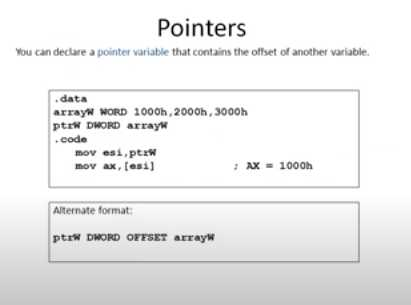 Pointers
You can declare a pointer variable that contains the offset of another variable.
.data
arrayW WORD 1000h,2000h,3000h
ptrW DWORD arrayW
.code
mov esi,ptrW
mov ax,[esi] ; AX = 1000h
Alternate format:
ptrW DWORD OFFSET arrayW